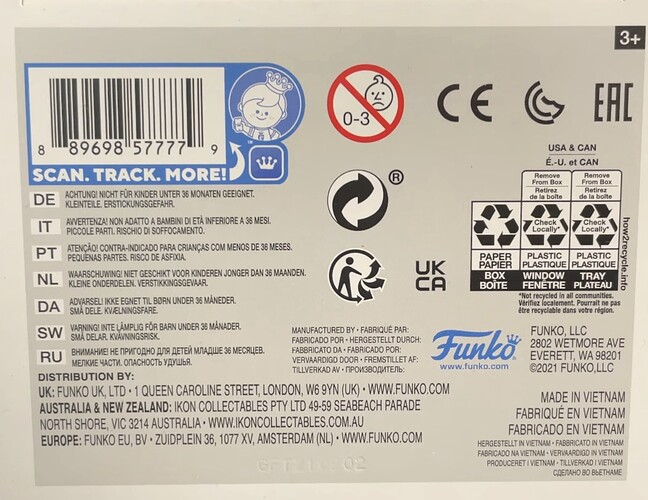 3+
8 89698 57777 9
SCAN. TRACK. MORE!
™
0-3
CE
EAC
®
UK
CA
USA & CAN
É.-U. et CAN
Remove From Box
Retirez de la boîte
Remove From Box
Retirez de la boîte
Check Locally*
Check Locally*
PAPER
PAPIER
BOX
BOÎTE
PLASTIC
PLASTIQUE
WINDOW
FENÊTRE
PLASTIC
PLASTIQUE
TRAY
PLATEAU
how2recycle.info
*Not recycled in all communities.
Vérifiez localement. Pourrait ne pas
être recyclable dans votre région.
DE ACHTUNG! NICHT FÜR KINDER UNTER 36 MONATEN GEEIGNET.
KLEINTEILE. ERSTICKUNGSGEFAHR.
IT AVVERTENZA! NON ADATTO A BAMBINI DI ETÀ INFERIORE A 36 MESI.
PICCOLE PARTI. RISCHIO DI SOFFOCAMENTO.
PT ATENÇÃO! CONTRA-INDICADO PARA CRIANÇAS COM MENOS DE 36 MESES.
PEQUENAS PARTES. RISCO DE ASFIXIA.
NL WAARSCHUWING! NIET GESCHIKT VOOR KINDEREN JONGER DAN 36 MAANDEN.
KLEINE ONDERDELEN. VERSTIKKINGSGEVAAR.
DA ADVARSEL! IKKE EGNET TIL BØRN UNDER 36 MÅNEDER.
SMÅ DELE. KVÆLNINGSFARE.
SW VARNING! INTE LÄMPLIG FÖR BARN UNDER 36 MÅNADER.
SMÅ DELAR. KVÄVNINGSRISK.
RU ВНИМАНИЕ! НЕ ПРИГОДНО ДЛЯ ДЕТЕЙ МЛАДШЕ 36 МЕСЯЦЕВ.
МЕЛКИЕ ЧАСТИ. ОПАСНОСТЬ УДУШЬЯ.
MANUFACTURED BY • FABRIQUÉ PAR:
FABRICADO POR • HERGESTELLT DURCH:
FABBRICATO DA • FABRICADO POR:
VERVAARDIGD DOOR • FREMSTILLET AF:
TILLVERKAD AV • ПРОИЗВОДИТЕЛЬ:
Funko
www.funko.com
FUNKO, LLC
2802 WETMORE AVE
EVERETT, WA 98201
©2021 FUNKO,LLC
DISTRIBUTION BY:
UK: FUNKO UK, LTD • 1 QUEEN CAROLINE STREET, LONDON, W6 9YN (UK) • WWW.FUNKO.COM
AUSTRALIA & NEW ZEALAND: IKON COLLECTABLES PTY LTD 49-59 SEABEACH PARADE
NORTH SHORE, VIC 3214 AUSTRALIA • WWW.IKONCOLLECTABLES.COM.AU
EUROPE: FUNKO EU, BV • ZUIDPLEIN 36, 1077 XV, AMSTERDAM (NL) • WWW.FUNKO.COM
MADE IN VIETNAM
FABRIQUÉ EN VIETNAM
FABRICADO EN VIETNAM
HERGESTELLT IN VIETNAM • FABBRICATO IN VIETNAM
FABRICADO NO VIETNAM • VERVAARDIGD IN VIETNAM
PRODUCERET I VIETNAM • TILLVERKAD I VIETNAM
СДЕЛАНО ВО ВЬЕТНАМЕ